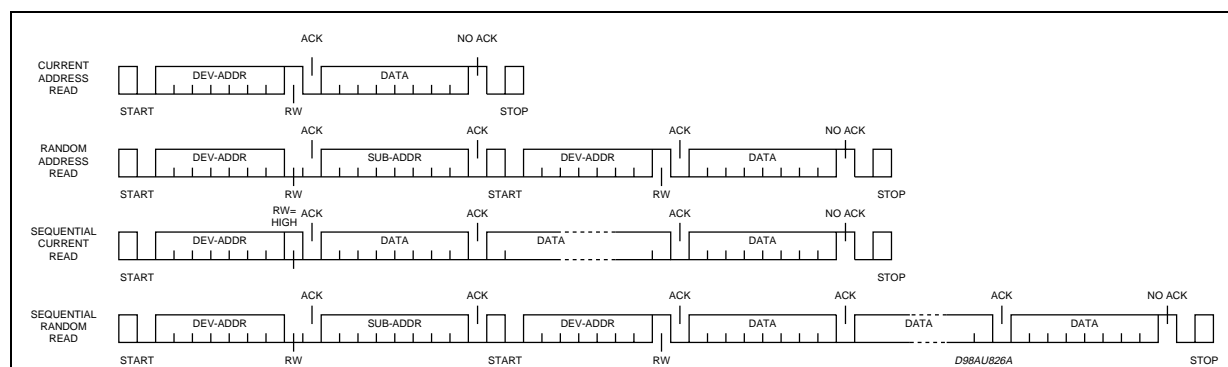 ACK NO ACK
CURRENT
ADDRESS
READ
DEV-ADDR DATA
START RW STOP
ACK ACK ACK NO ACK
RANDOM
ADDRESS
READ
DEV-ADDR SUB-ADDR DEV-ADDR DATA
START RW START RW STOP
RW=
HIGH
ACK ACK ACK NO ACK
SEQUENTIAL
CURRENT
READ
DEV-ADDR DATA DATA DATA
START STOP
ACK ACK ACK ACK ACK NO ACK
SEQUENTIAL
RANDOM
READ
DEV-ADDR SUB-ADDR DEV-ADDR DATA DATA DATA
START RW START RW D98AU826A STOP